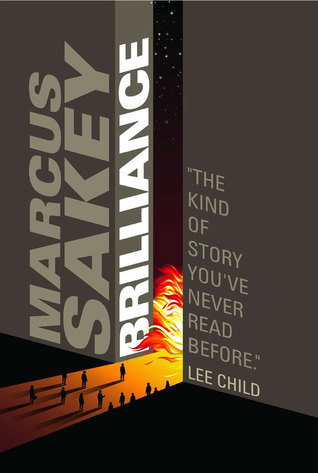 MARCUS
SAKEY
BRILLIANCE
"THE
KIND
OF
STORY
YOU'VE
NEVER
READ
BEFORE."
LEE CHILD